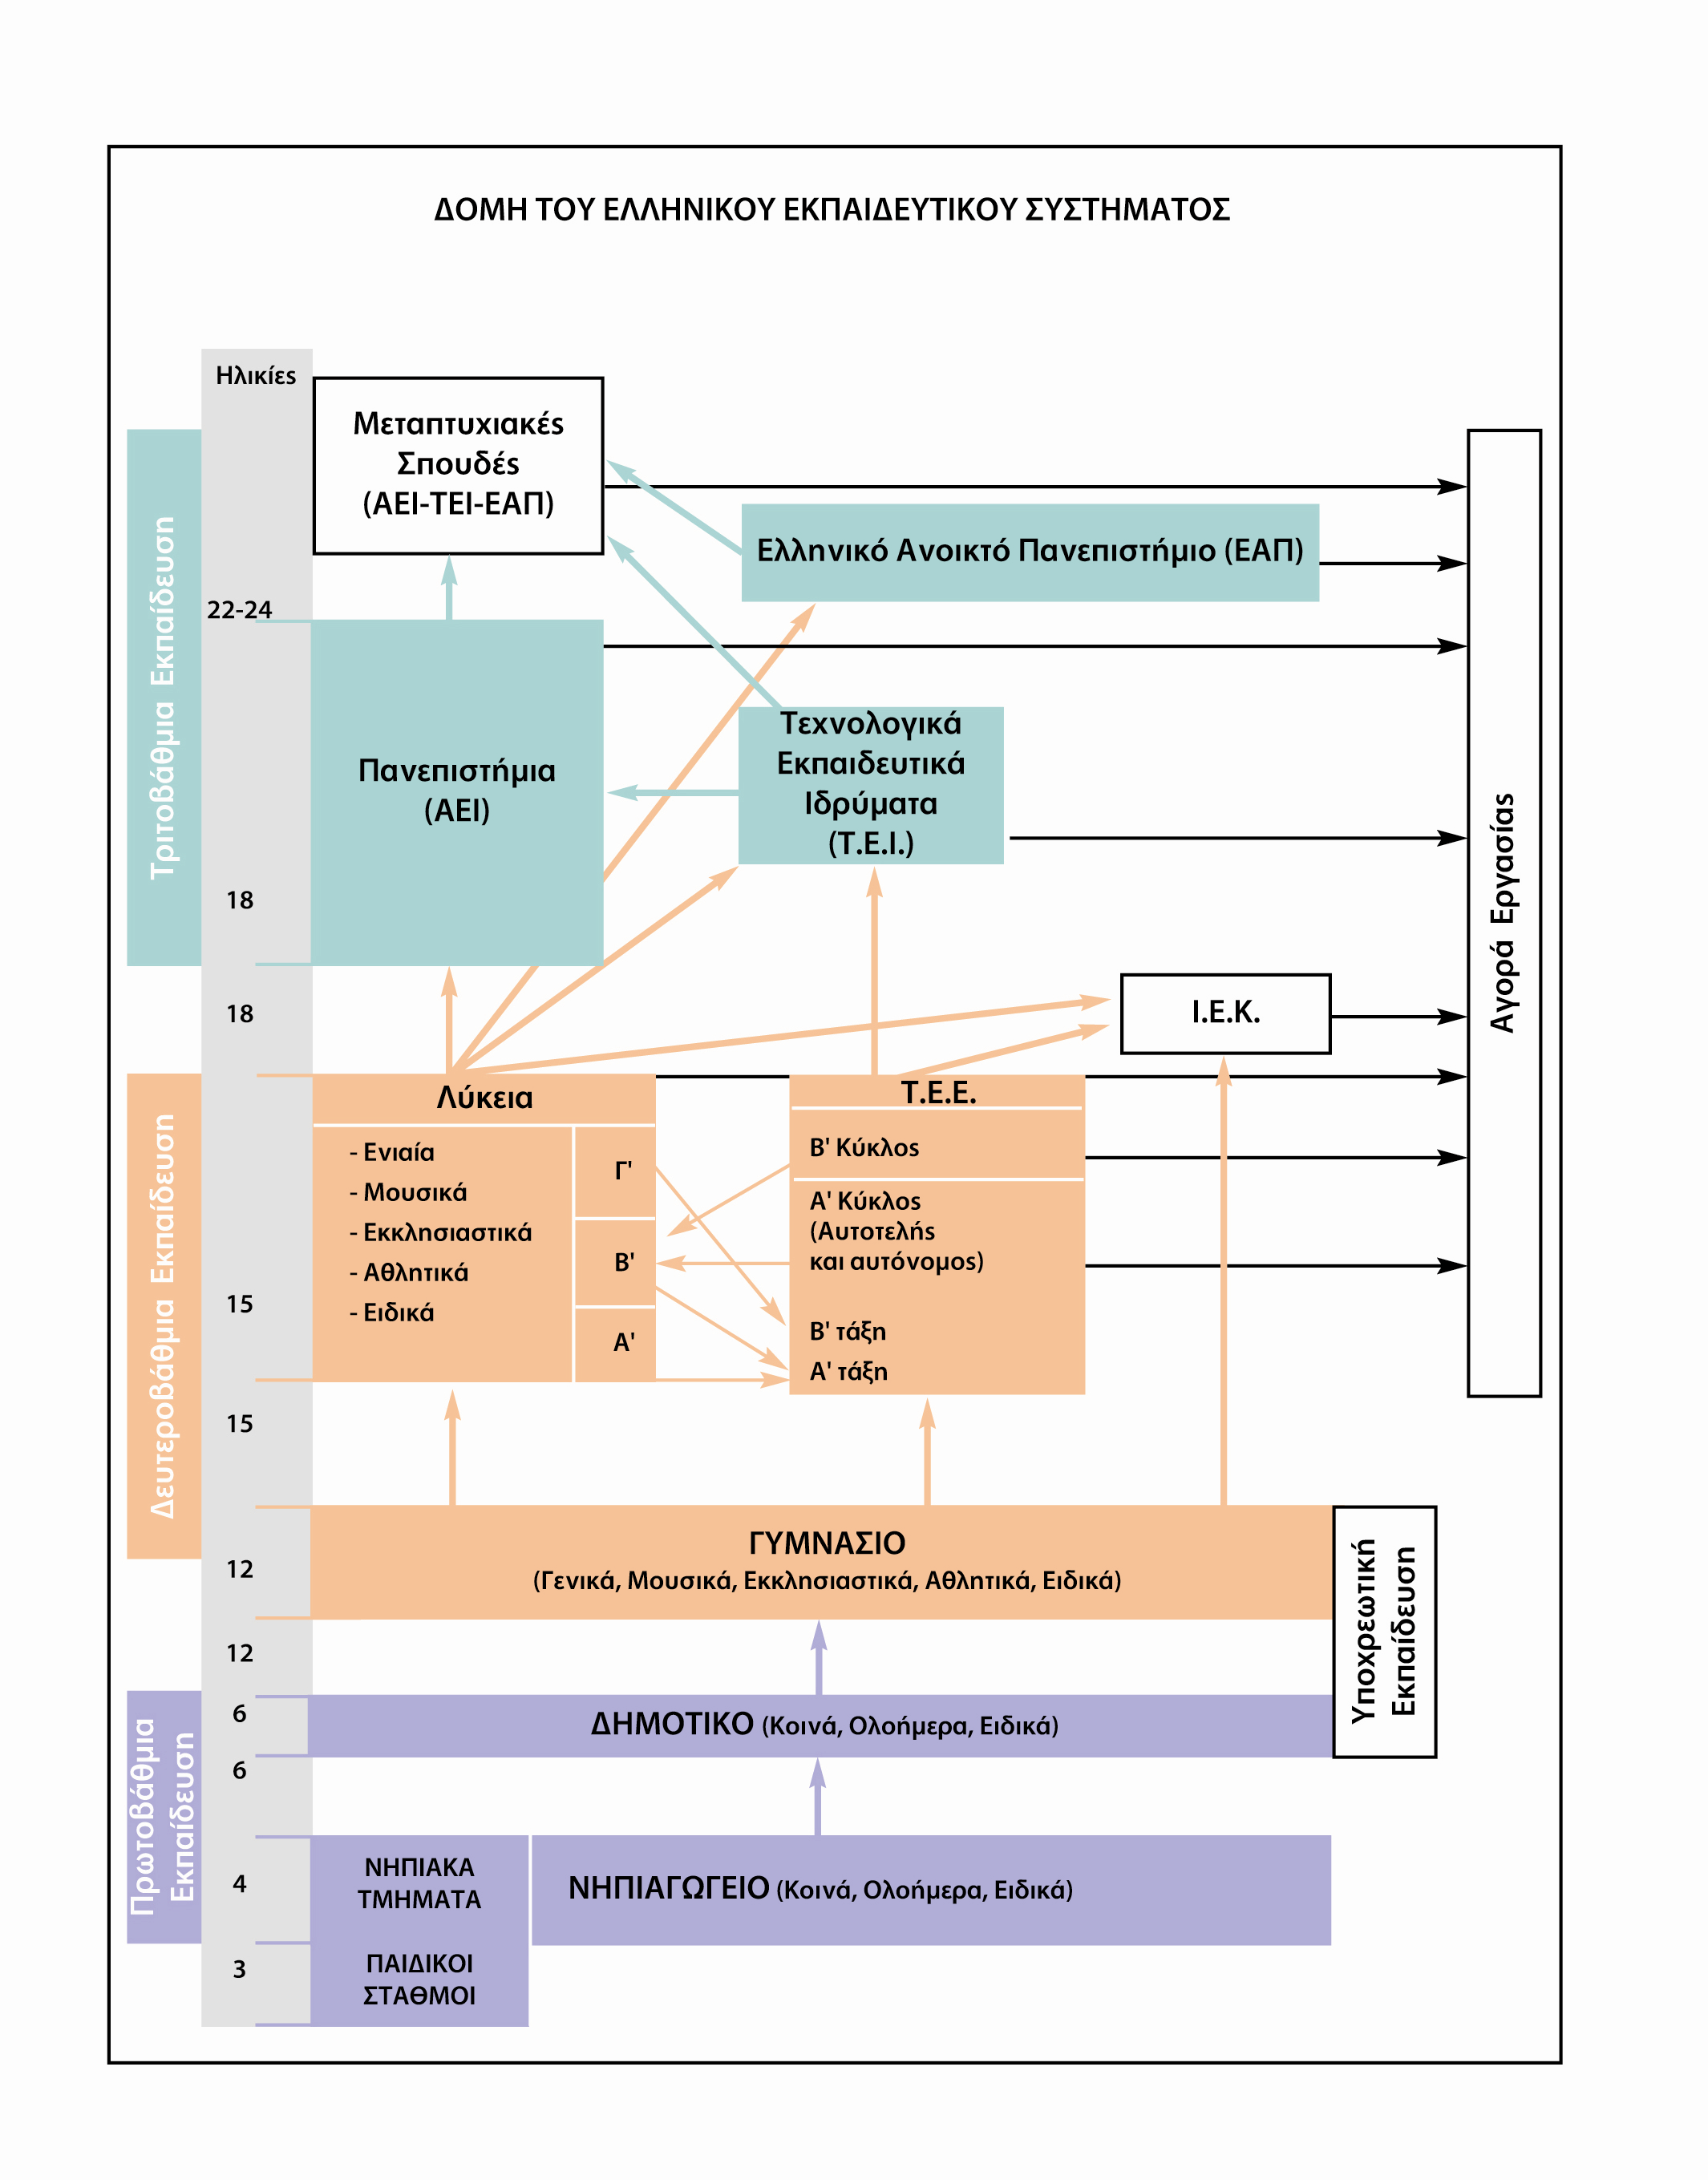 ΔΟΜΗ ΤΟΥ ΕΛΛΗΝΙΚΟΥ ΕΚΠΑΙΔΕΥΤΙΚΟΥ ΣΥΣΤΗΜΑΤΟΣ
Ηλικίες
Μεταπτυχιακές
Σπουδές
(ΑΕΙ-ΤΕΙ-ΕΑΠ)
Ελληνικό Ανοικτό Πανεπιστήμιο (ΕΑΠ)
Τριτοβάθμια Εκπαίδευση
22-24
Πανεπιστήμια
(ΑΕΙ)
Τεχνολογικά
Εκπαιδευτικά
Ιδρύματα
(Τ.Ε.Ι.)
Αγορά Εργασίας
18
18
Ι.Ε.Κ.
Δευτεροβάθμια Εκπαίδευση
Λύκεια
- Ενιαία
- Μουσικά
- Εκκλησιαστικά
- Αθλητικά
- Ειδικά
Γ'
Β'
Α'
Τ.Ε.Ε.
Β' Κύκλος
Α' Κύκλος
(Αυτοτελής
και αυτόνομος)
Β' τάξη
Α' τάξη
15
15
ΓΥΜΝΑΣΙΟ
(Γενικά, Μουσικά, Εκκλησιαστικά, Αθλητικά, Ειδικά)
12
12
Υποχρεωτική
Εκπαίδευση
Πρωτοβάθμια
Εκπαίδευση
6
ΔΗΜΟΤΙΚΟ (Κοινά, Ολοήμερα, Ειδικά)
6
4
ΝΗΠΙΑΚΑ
ΤΜΗΜΑΤΑ
ΝΗΠΙΑΓΩΓΕΙΟ (Κοινά, Ολοήμερα, Ειδικά)
3
ΠΑΙΔΙΚΟΙ
ΣΤΑΘΜΟΙ